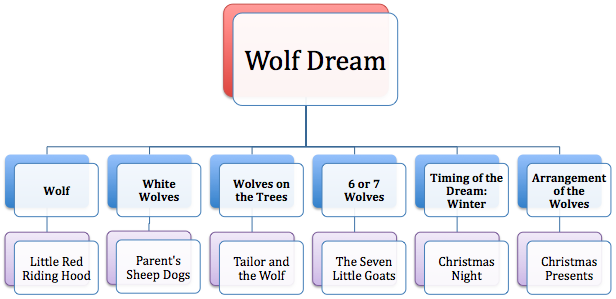 Wolf Dream
Wolf
White
Wolves
Wolves on
the Trees
6 or 7
Wolves
Timing of the
Dream:
Winter
Arrangement
of the
Wolves
Little Red
Riding Hood
Parent's
Sheep Dogs
Tailor and
the Wolf
The Seven
Little Goats
Christmas
Night
Christmas
Presents